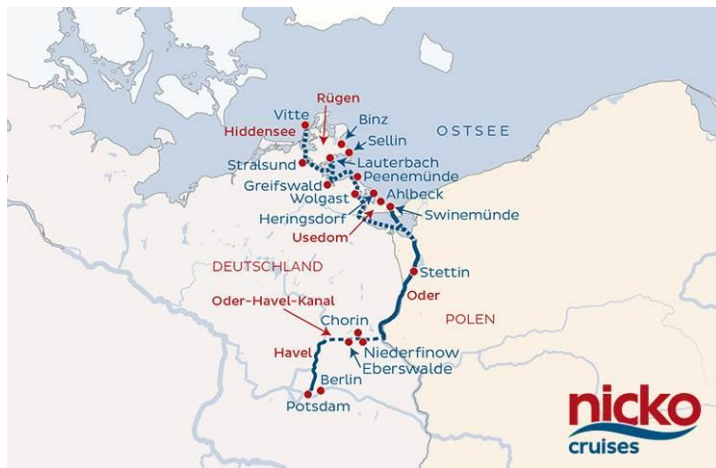 Rügen
Vitte
Binz
Hiddensee
Sellin
OSTSEE
Stralsund
Lauterbach
Peenemünde
Greifswald
Ahlbeck
Wolgast
Heringsdorf
Swinemünde
Usedom
DEUTSCHLAND
Stettin
Oder
Oder-Havel-Kanal
POLEN
Chorin
Havel
Niederfinow
Eberswalde
Berlin
Potsdam
nicko
cruises